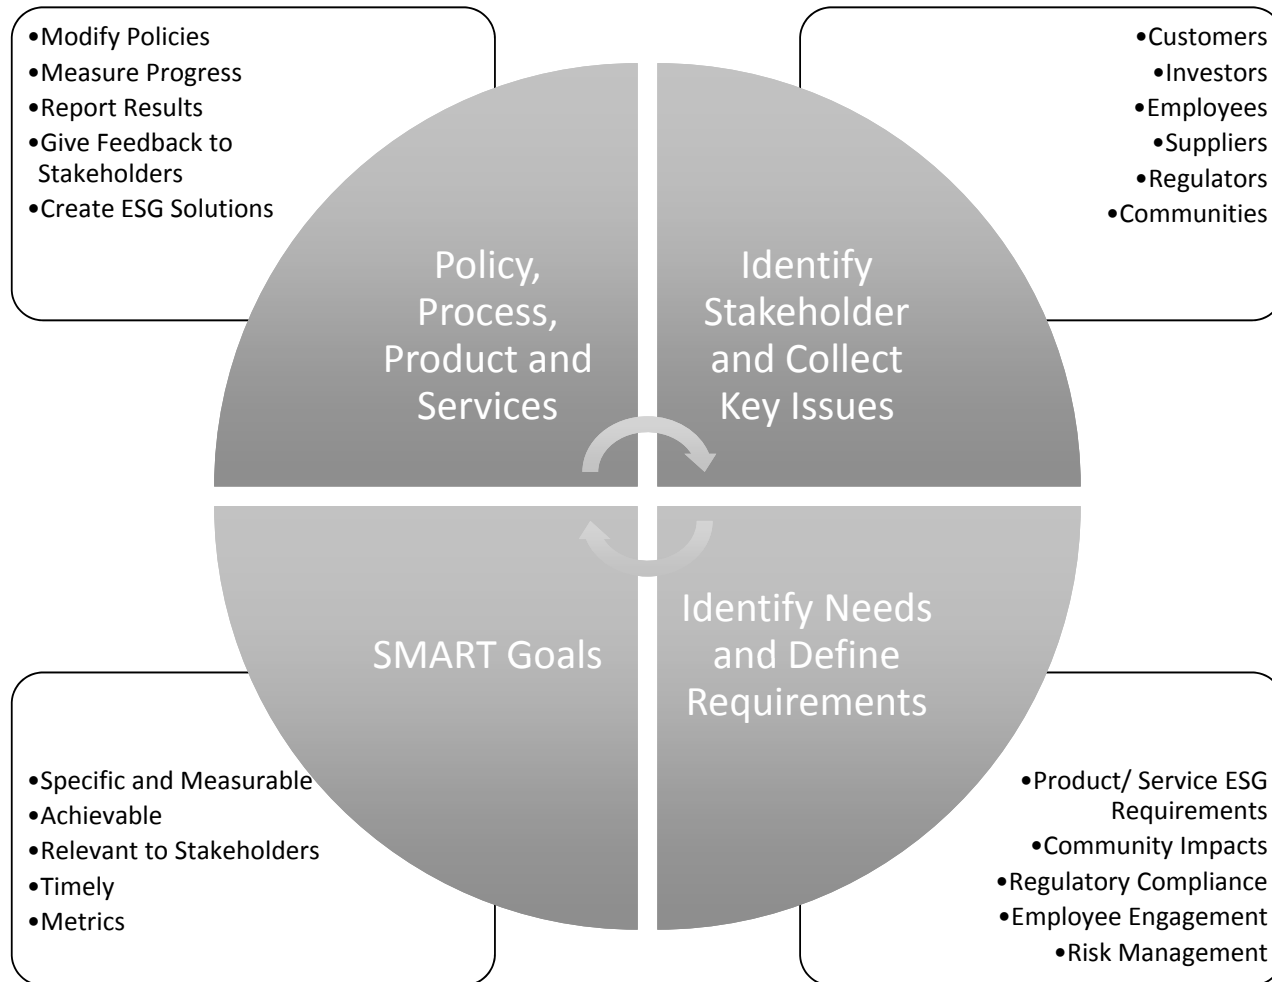 •Modify Policies
•Measure Progress
•Report Results
•Give Feedback to
Stakeholders
•Create ESG Solutions
•Customers
•Investors
•Employees
•Suppliers
•Regulators
•Communities
Policy,
Process,
Product and
Services
Identify
Stakeholder
and Collect
Key Issues
SMART Goals
Identify Needs
and Define
Requirements
•Specific and Measurable
•Achievable
•Relevant to Stakeholders
•Timely
•Metrics
•Product/ Service ESG
Requirements
•Community Impacts
•Regulatory Compliance
•Employee Engagement
•Risk Management